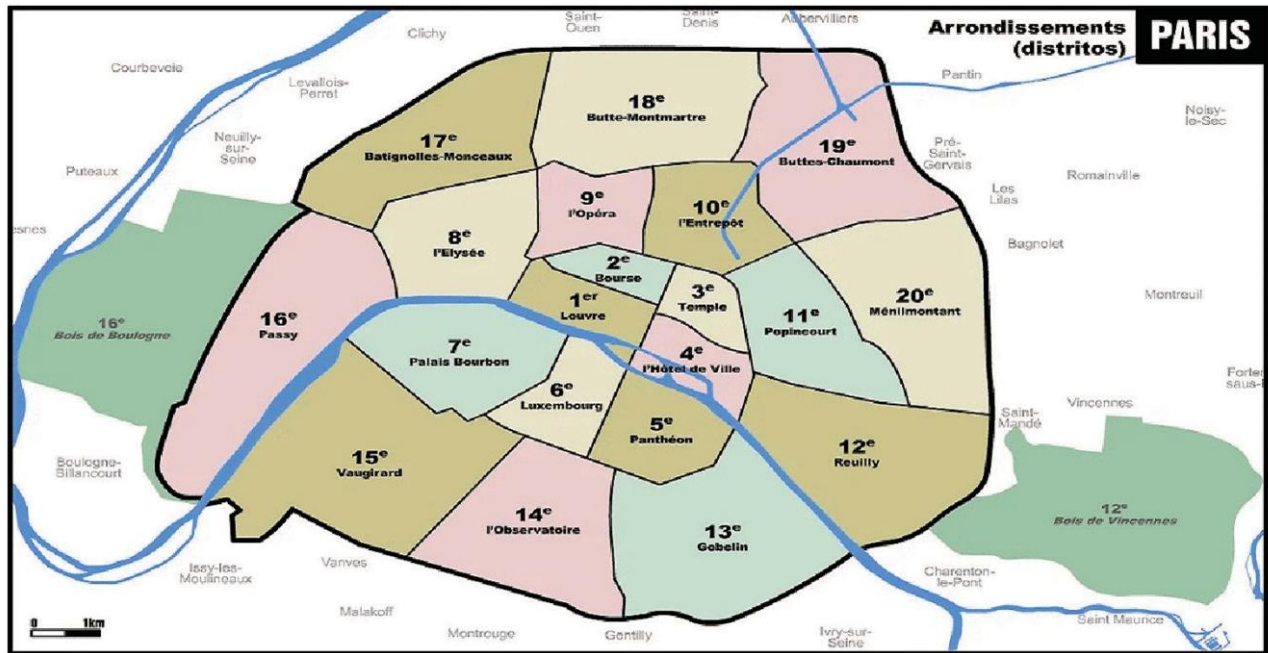 Arrondissements
(distritos)
PARIS
Clichy
Saint-
Ouen
Saint-
Denis
Aubervilliers
Courbevoie
Levallois-
Perret
Pantin
Noisy-
le-Sec
Neuilly-
sur-
Seine
Puteaux
18e
Butte-Montmartre
17e
Batignolles-Monceaux
19e
Buttes-Chaumont
Pré-
Saint-
Gervais
Romainville
Les
Lilas
esnes
9e
l'Opéra
10e
l'Entrepôt
8e
l'Elysée
Bagnolet
2e
Bourse
3e
Temple
20e
Ménilmontant
Montreuil
1er
Louvre
16e
Bois de Boulogne
16e
Passy
11e
Popincourt
7e
Palais Bourbon
4e
l'Hôtel de Ville
6e
Luxembourg
5e
Panthéon
12e
Reuilly
Saint-
Mandé
Vincennes
sous-
Boulogne-
Billancourt
15e
Vaugirard
14e
l'Observatoire
13e
Gobelin
12e
Bois de Vincennes
Issy-les-
Moulineaux
Vanves
Charenton-
le-Pont
Malakoff
Montrouge
Gentilly
Ivry-sur-
Seine
Saint Maurice
0 1km